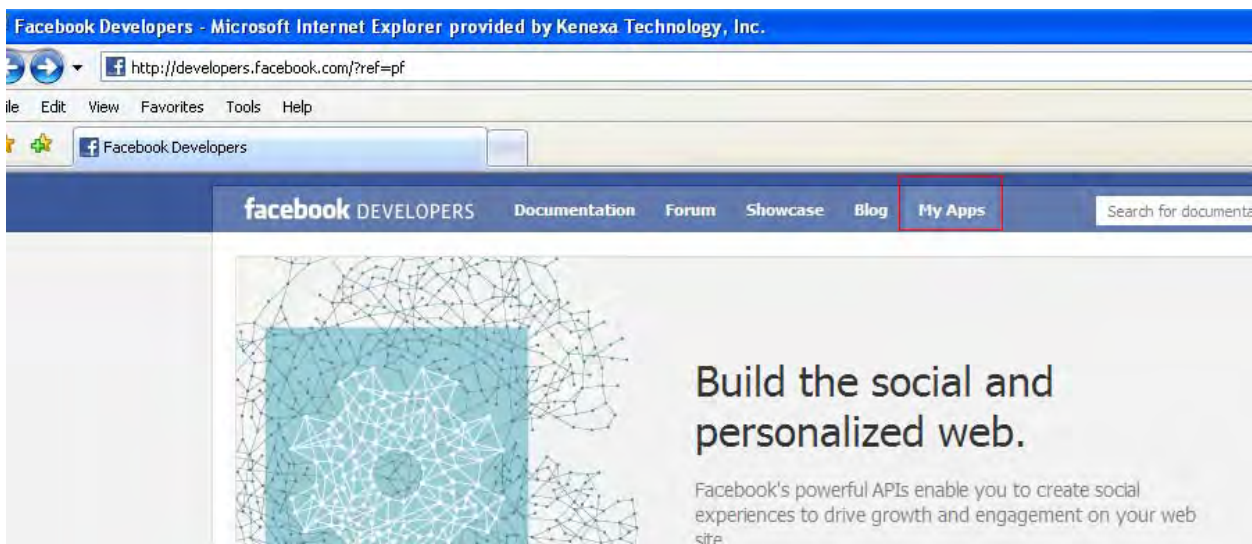 Facebook Developers - Microsoft Internet Explorer provided by Kenexa Technology, Inc.
http://developers.facebook.com/?ref=pf
Edit View Favorites Tools Help
Facebook Developers
facebook DEVELOPERS Documentation Forum Showcase Blog My Apps Search for documenta
Build the social and
personalized web.
Facebook's powerful APIs enable you to create social
experiences to drive growth and engagement on your web
site